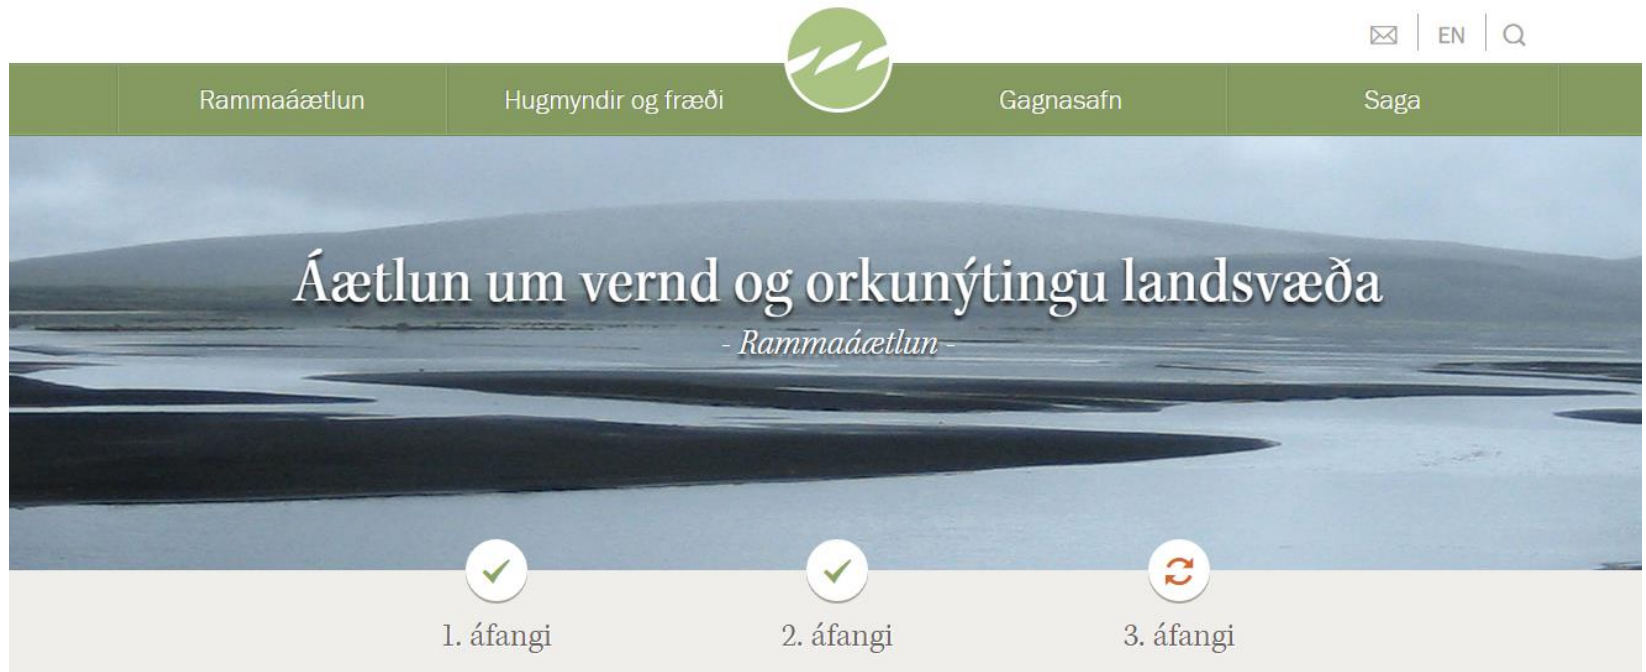 EN
Rammaáætlun
Hugmyndir og fræði
Gagnasafn
Saga
Áætlun um vernd og orkunýtingu landsvæða
- Rammaáætlun -
1. áfangi
2. áfangi
3. áfangi